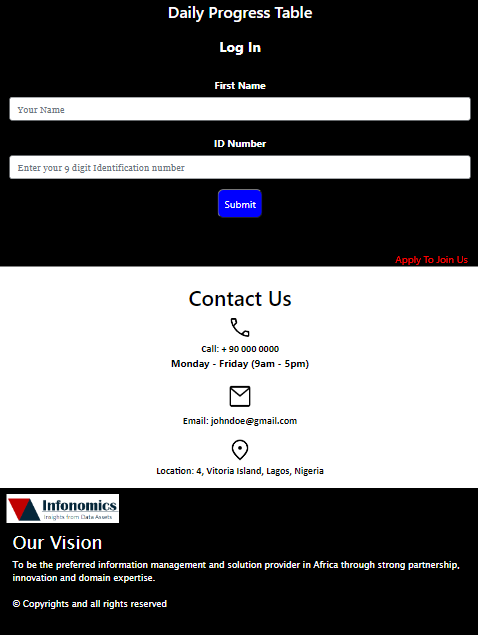 Daily Progress Table
Log In
First Name
Your Name
ID Number
Enter your 9 digit Identification number
Submit
Apply To Join Us
Contact Us
Call: + 90 000 0000
Monday - Friday (9am - 5pm)
Email: johndoe@gmail.com
Location: 4, Vitoria Island, Lagos, Nigeria
Infonomics
Insights from Data Assets
Our Vision
To be the preferred information management and solution provider in Africa through strong partnership,
innovation and domain expertise.
© Copyrights and all rights reserved